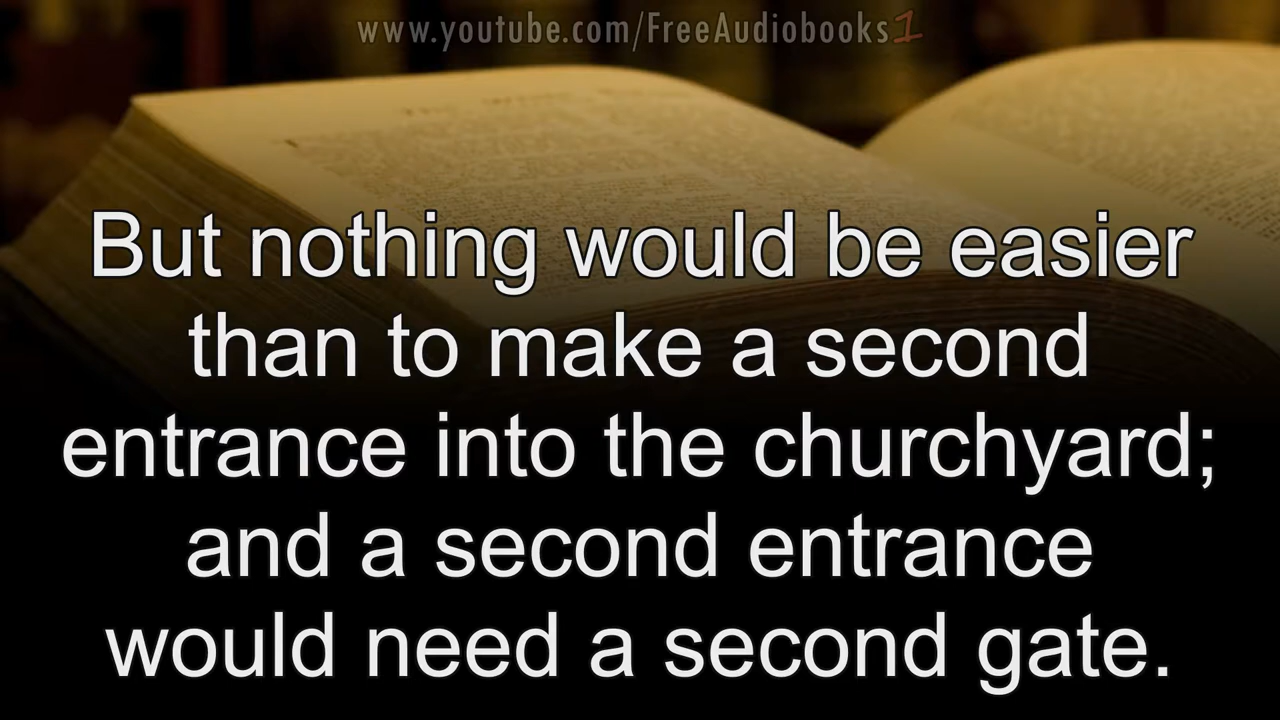 www.youtube.com/FreeAudiobooks1
But nothing would be easier
than to make a second
entrance into the churchyard;
and a second entrance
would need a second gate.